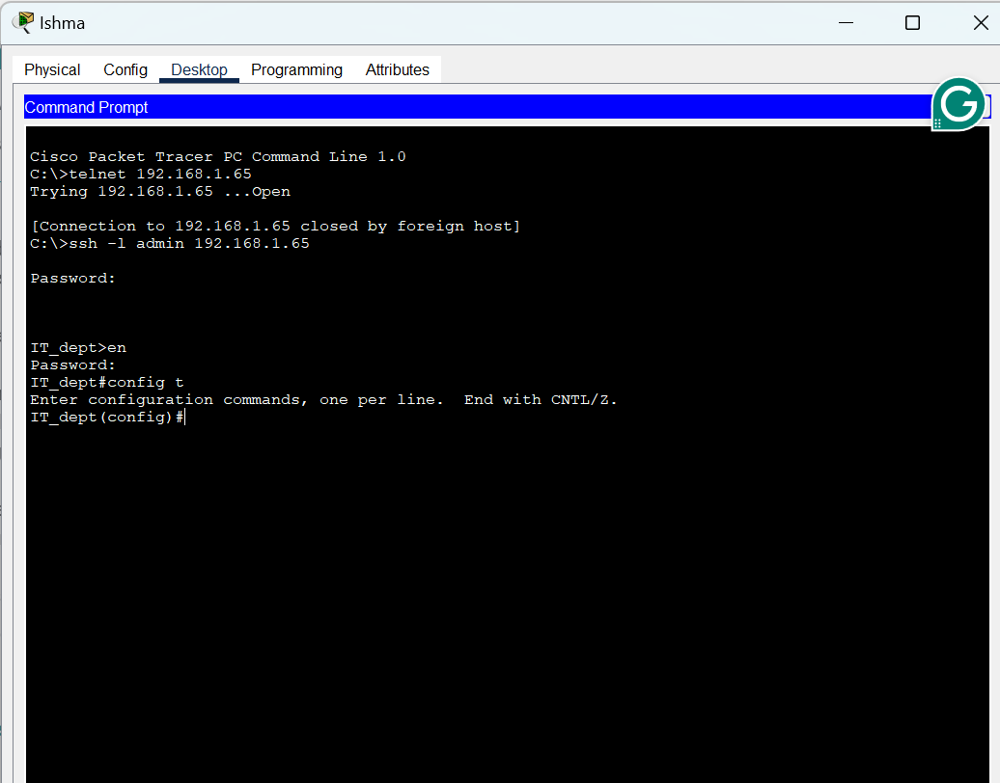 Ishma
Physical Config Desktop Programming Attributes
Command Prompt
G
Cisco Packet Tracer PC Command Line 1.0
C:\>telnet 192.168.1.65
Trying 192.168.1.65 ...Open
[Connection to 192.168.1.65 closed by foreign host]
C:\>ssh -l admin 192.168.1.65
Password:
IT_dept>en
Password:
IT_dept#config t
Enter configuration commands, one per line.  End with CNTL/Z.
IT_dept(config)#